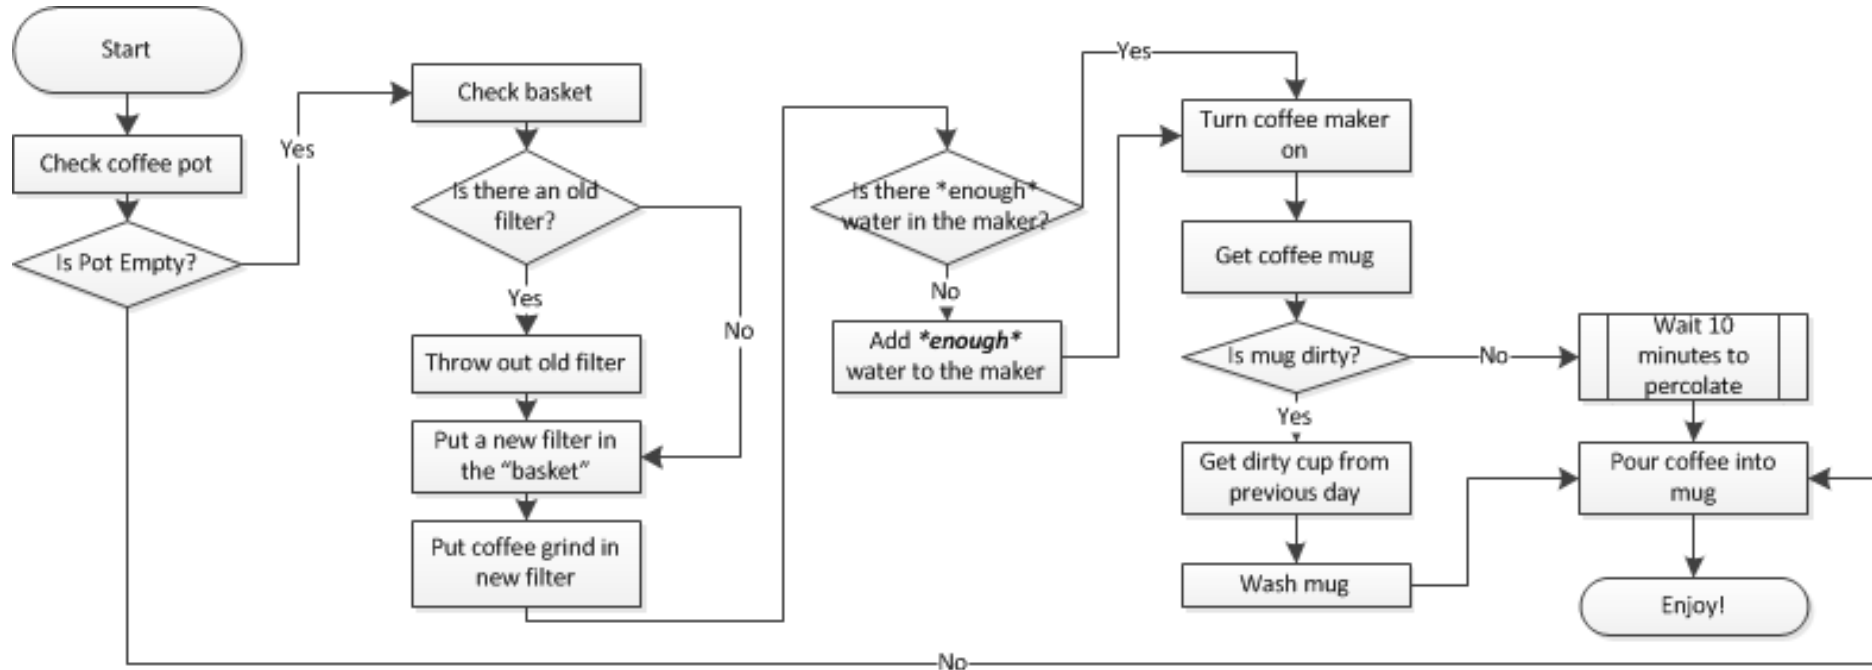 Start
Check coffee pot
Is Pot Empty?
Yes
Check basket
Is there an old
filter?
Yes
No
Throw out old filter
Put a new filter in
the “basket”
Put coffee grind in
new filter
Is there *enough*
water in the maker?
Yes
No
Add *enough*
water to the maker
Turn coffee maker
on
Get coffee mug
Is mug dirty?
No
Yes
Get dirty cup from
previous day
Wash mug
Wait 10
minutes to
percolate
Pour coffee into
mug
Enjoy!
No